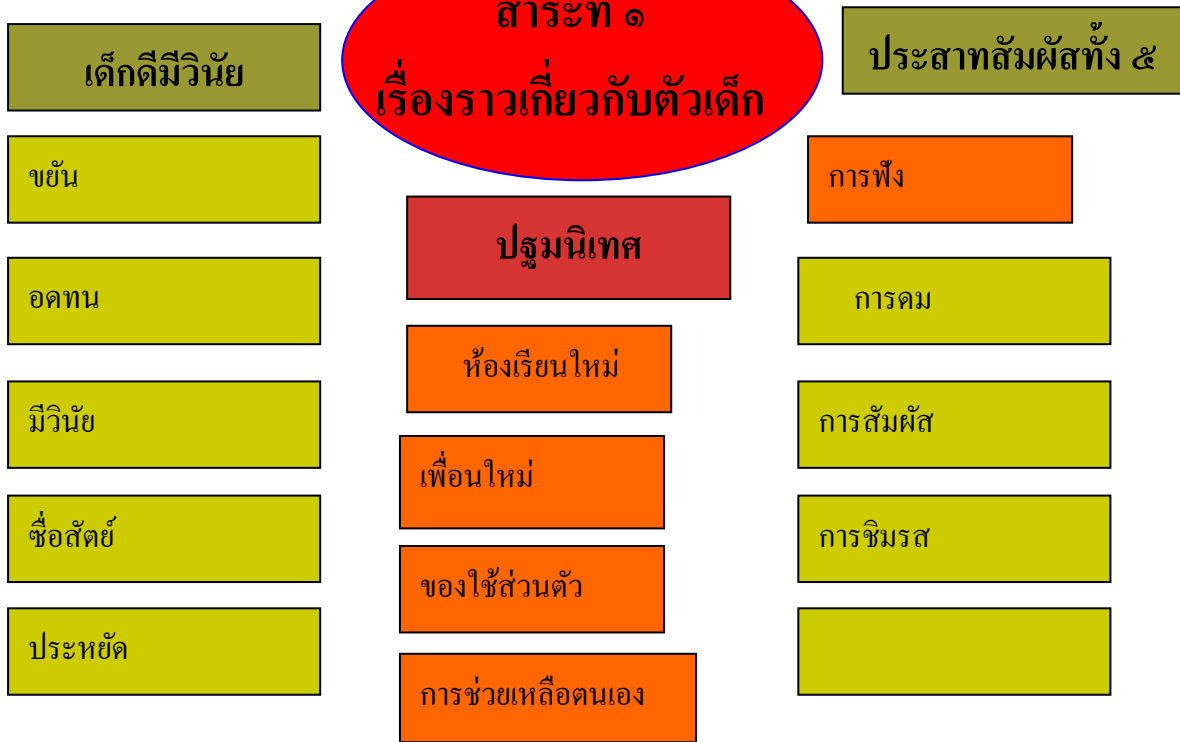 สาระที่ ๑
เรื่องราวเกี่ยวกับตัวเด็ก
เด็กดีมีวินัย
ขยัน
อดทน
มีวินัย
ซื่อสัตย์
ประหยัด
ปฐมนิเทศ
ห้องเรียนใหม่
เพื่อนใหม่
ของใช้ส่วนตัว
การช่วยเหลือตนเอง
ประสาทสัมผัสทั้ง ๕
การฟัง
การดม
การสัมผัส
การชิมรส